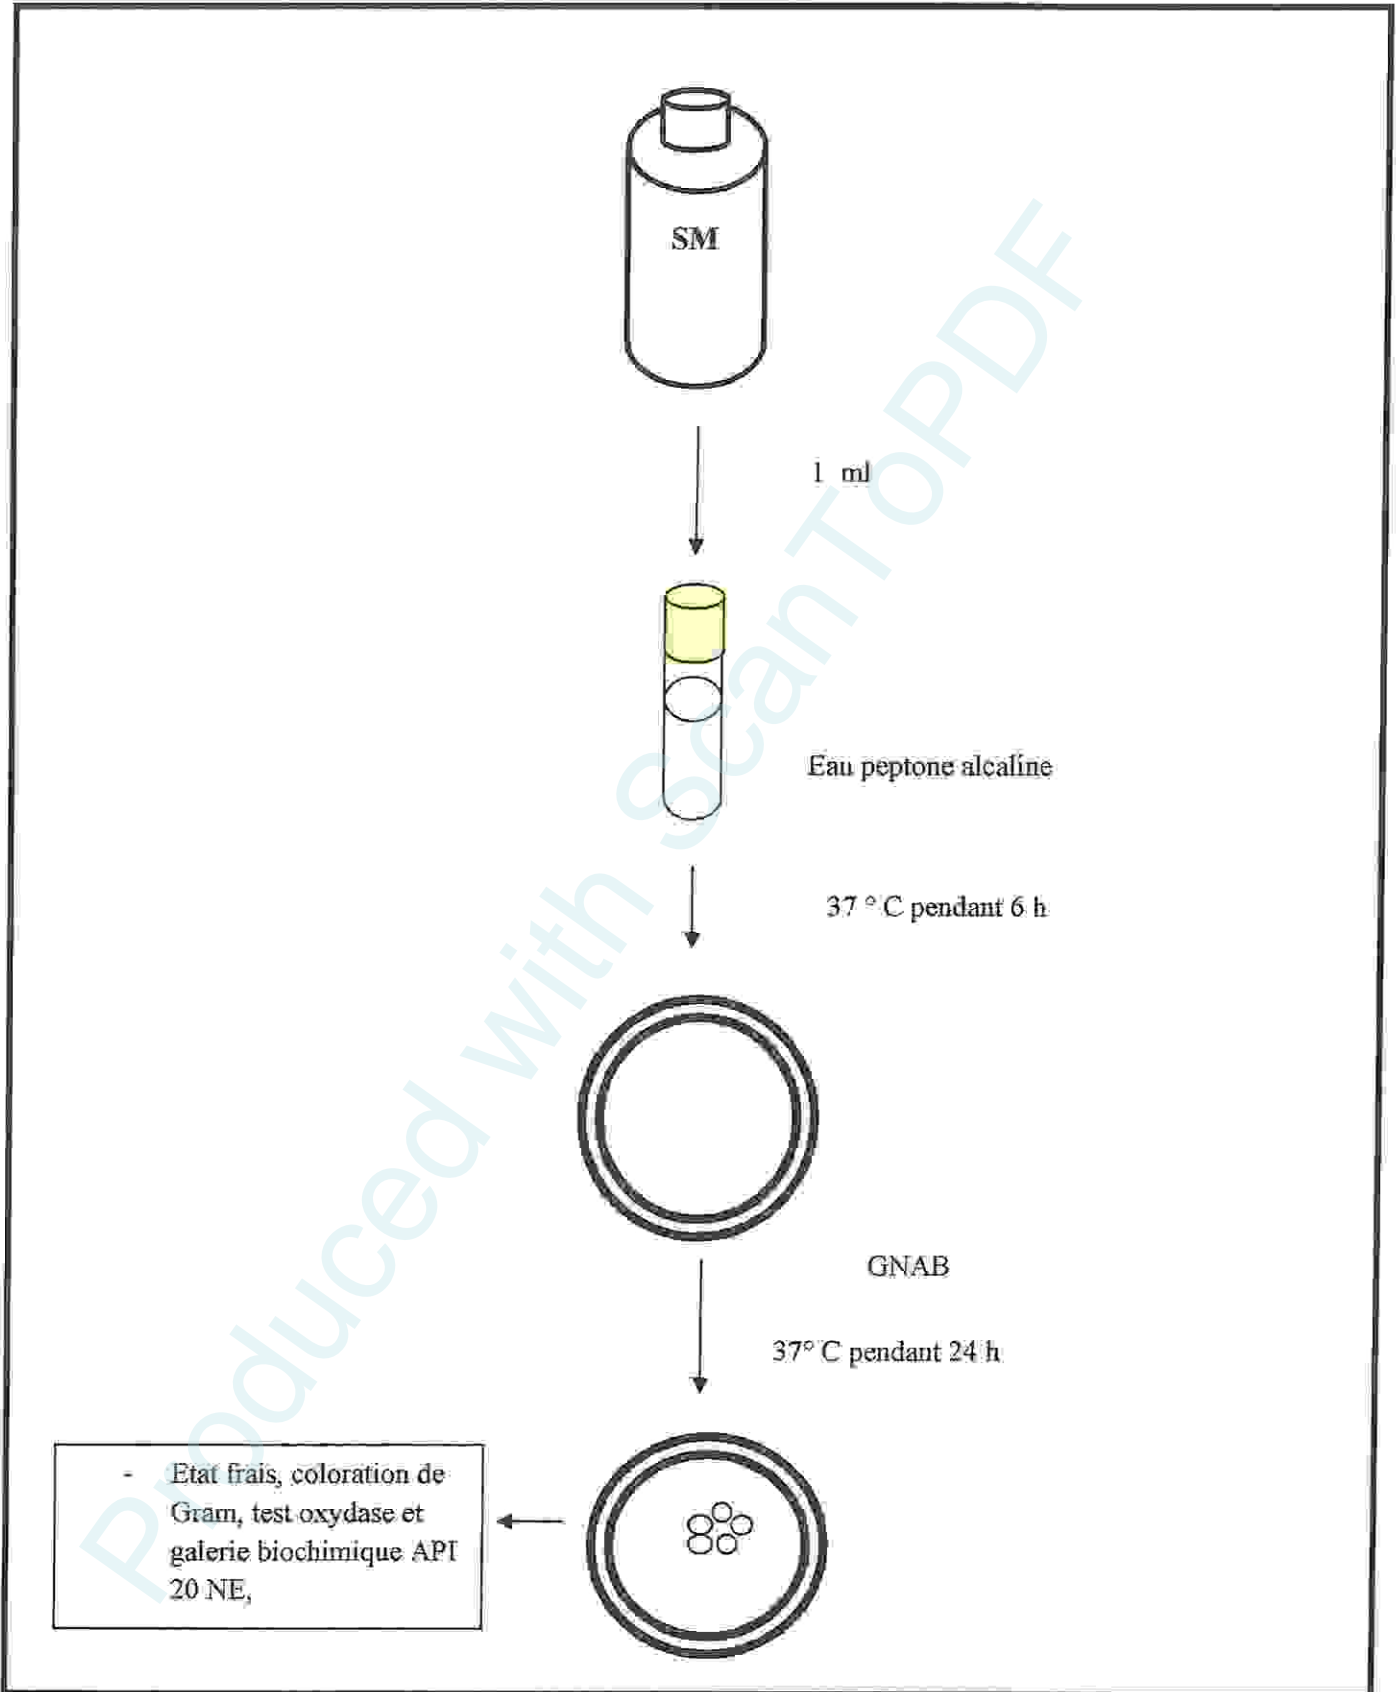 SM
1 ml
Eau peptone alcaline
37 ° C pendant 6 h
GNAB
37° C pendant 24 h
- Etat frais, coloration de
Gram, test oxydase et
galerie biochimique API
20 NE,
Produced with ScanToPDF